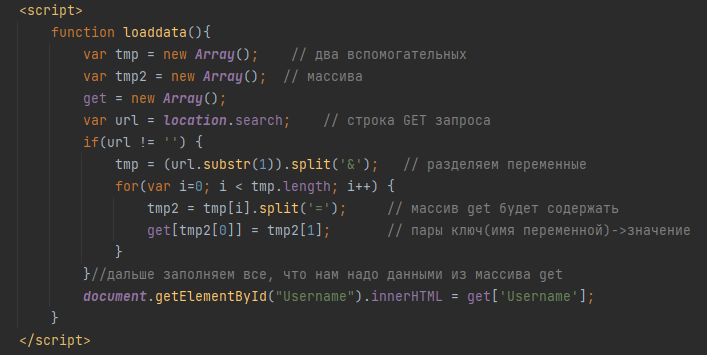 <script>
function loaddata(){
var tmp = new Array();    // два вспомогательных
var tmp2 = new Array();  // массива
get = new Array();
var url = location.search;    // строка GET запроса
if(url != '') {
tmp = (url.substr(1)).split('&');   // разделяем переменные
for(var i=0; i < tmp.length; i++) {
tmp2 = tmp[i].split('=');     // массив get будет содержать
get[tmp2[0]] = tmp2[1];       // пары ключ(имя переменной)->значение
}
}//дальше заполняем все, что нам надо данными из массива get
document.getElementById("Username").innerHTML = get['Username'];
}
</script>